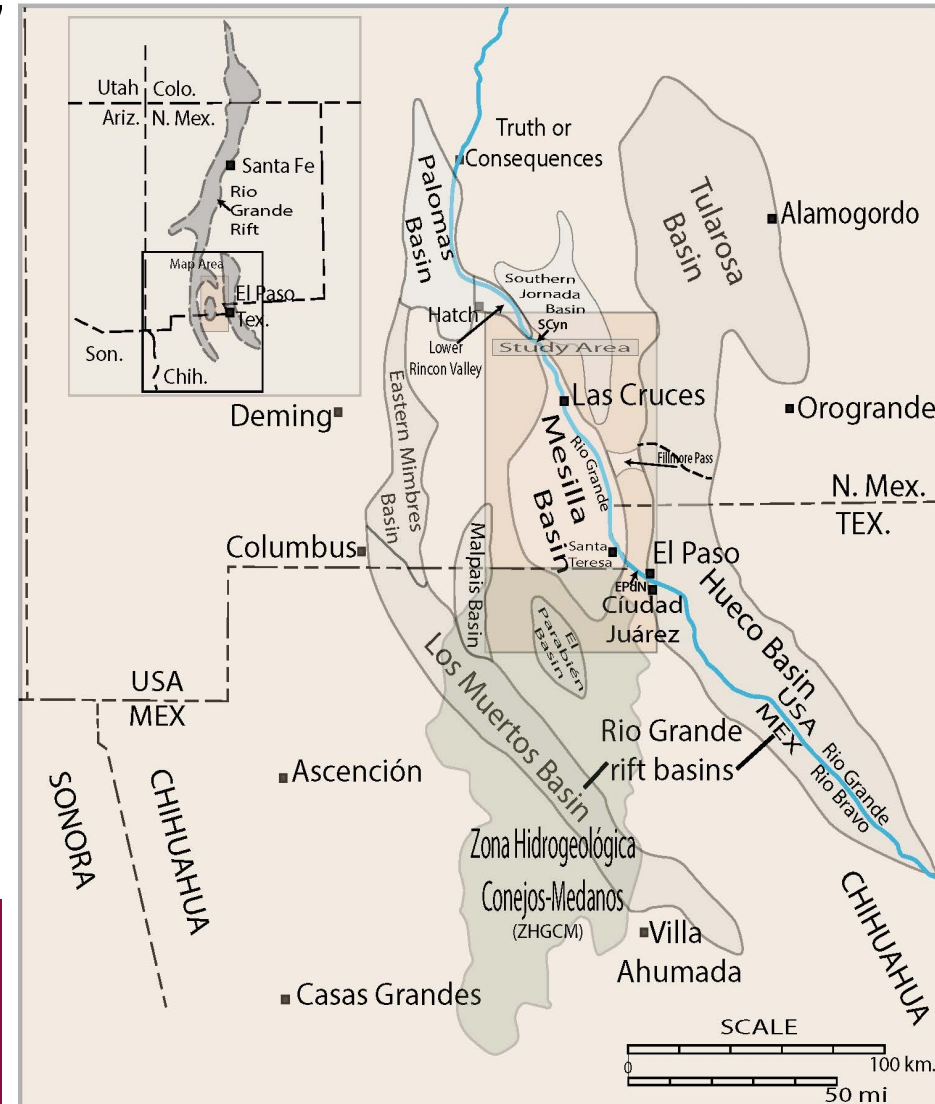 Utah Colo.
Ariz. N. Mex.
Santa Fe
Rio
Grande
Rift
Map Area
El Paso
Tex.
Son.
Chih.
Truth or
Consequences
Palomas
Basin
Tularosa
Basin
Alamogordo
Southern
Jornada
Basin
Hatch
SCyn
Lower
Rincon Valley
Study Area
Eastern Mimbres
Basin
Deming
Las Cruces
Orogrande
Mesilla
Basin
Rio Grande
Fillmore Pass
N. Mex.
TEX.
Columbus
Malpais Basin
Santa
Teresa
El Paso
EPdN
Cíudad
Juárez
Hueco Basin
El
Parabién
Basin
Los Muertos Basin
USA
MEX
USA
MEX
Rio Grande
rift basins
Rio Grande
Rio Bravo
Ascención
SONORA
CHIHUAHUA
Zona Hidrogeológica
Conejos-Medanos
(ZHGCM)
CHIHUAHUA
Villa
Ahumada
Casas Grandes
SCALE
0
100 km.
50 mi